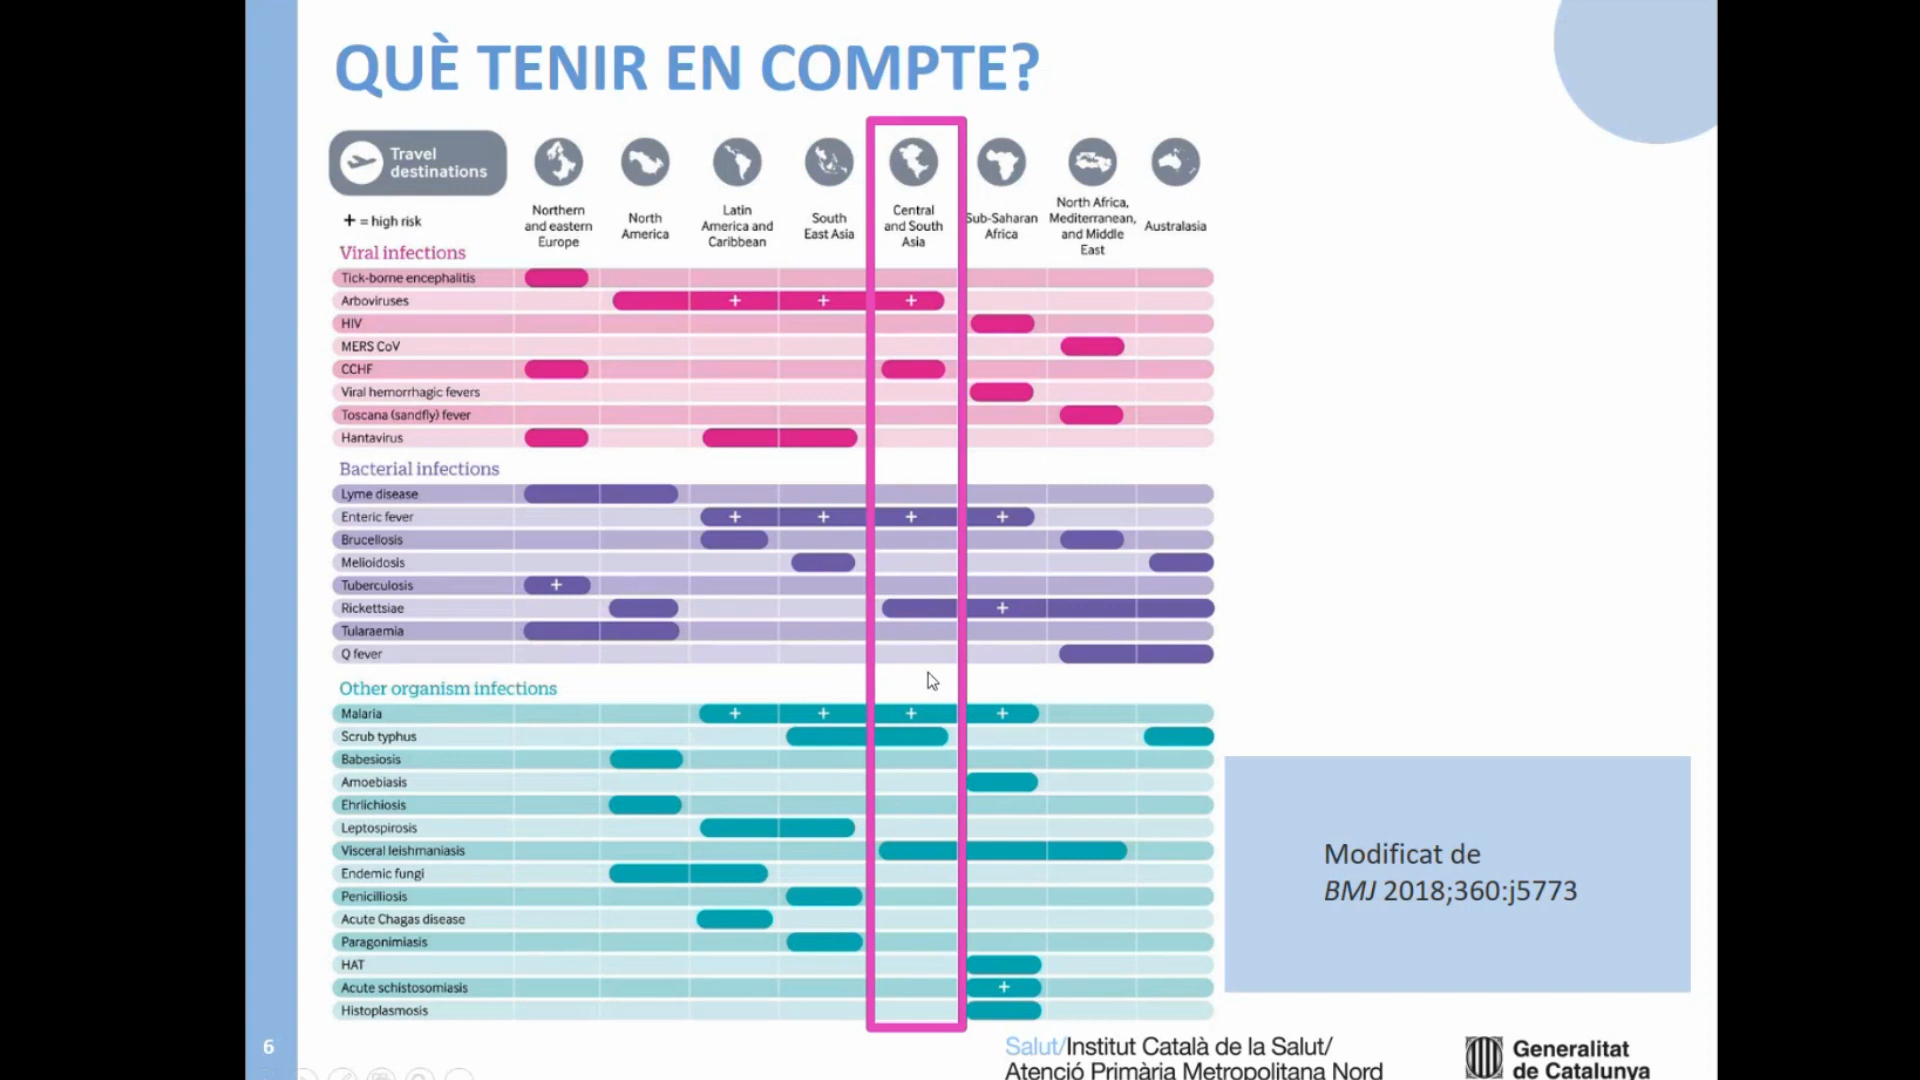 QUÈ TENIR EN COMPTE?
Travel
destinations
+ = high risk
Northern
and eastern
Europe
North
America
Latin
America and
Caribbean
South
East Asia
Central
and South
Asia
Sub-Saharan
Africa
North Africa,
Mediterranean,
and Middle
East
Australasia
Viral infections
Tick-borne encephalitis
Arboviruses + + +
HIV
MERS CoV
CCHF
Viral hemorrhagic fevers
Toscana (sandfly) fever
Hantavirus
Bacterial infections
Lyme disease
Enteric fever + + + +
Brucellosis
Melioidosis
Tuberculosis +
Rickettsiae +
Tularaemia
Q fever
Other organism infections
Malaria + + + +
Scrub typhus
Babesiosis
Amoebiasis
Ehrlichiosis
Leptospirosis
Visceral leishmaniasis
Endemic fungi
Penicilliosis
Acute Chagas disease
Paragonimiasis
HAT
Acute schistosomiasis +
Histoplasmosis
Modificat de
BMJ 2018;360:j5773
6
Salut/Institut Català de la Salut/
Atenció Primària Metropolitana Nord
Generalitat
de Catalunya